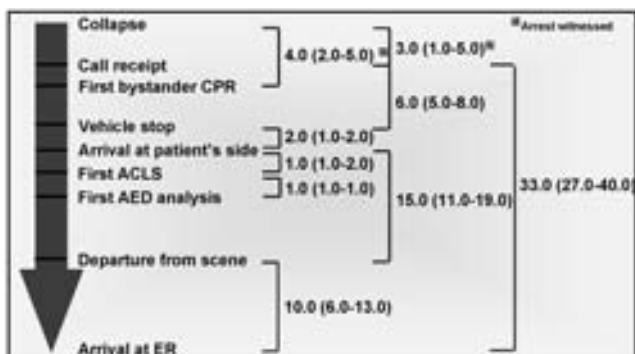 Collapse
※Arrest witnessed
4.0 (2.0-5.0) ※
3.0 (1.0-5.0)※
Call receipt
First bystander CPR
6.0 (5.0-8.0)
Vehicle stop
2.0 (1.0-2.0)
Arrival at patient's side
1.0 (1.0-2.0)
First ACLS
1.0 (1.0-1.0)
First AED analysis
15.0 (11.0-19.0)
33.0 (27.0-40.0)
Departure from scene
10.0 (6.0-13.0)
Arrival at ER